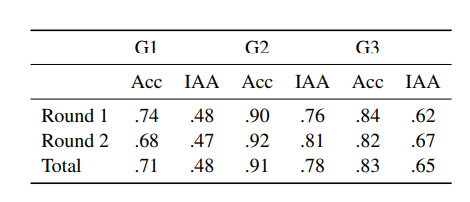 G1 G2 G3
Acc IAA Acc IAA Acc IAA
Round 1 .74 .48 .90 .76 .84 .62
Round 2 .68 .47 .92 .81 .82 .67
Total .71 .48 .91 .78 .83 .65